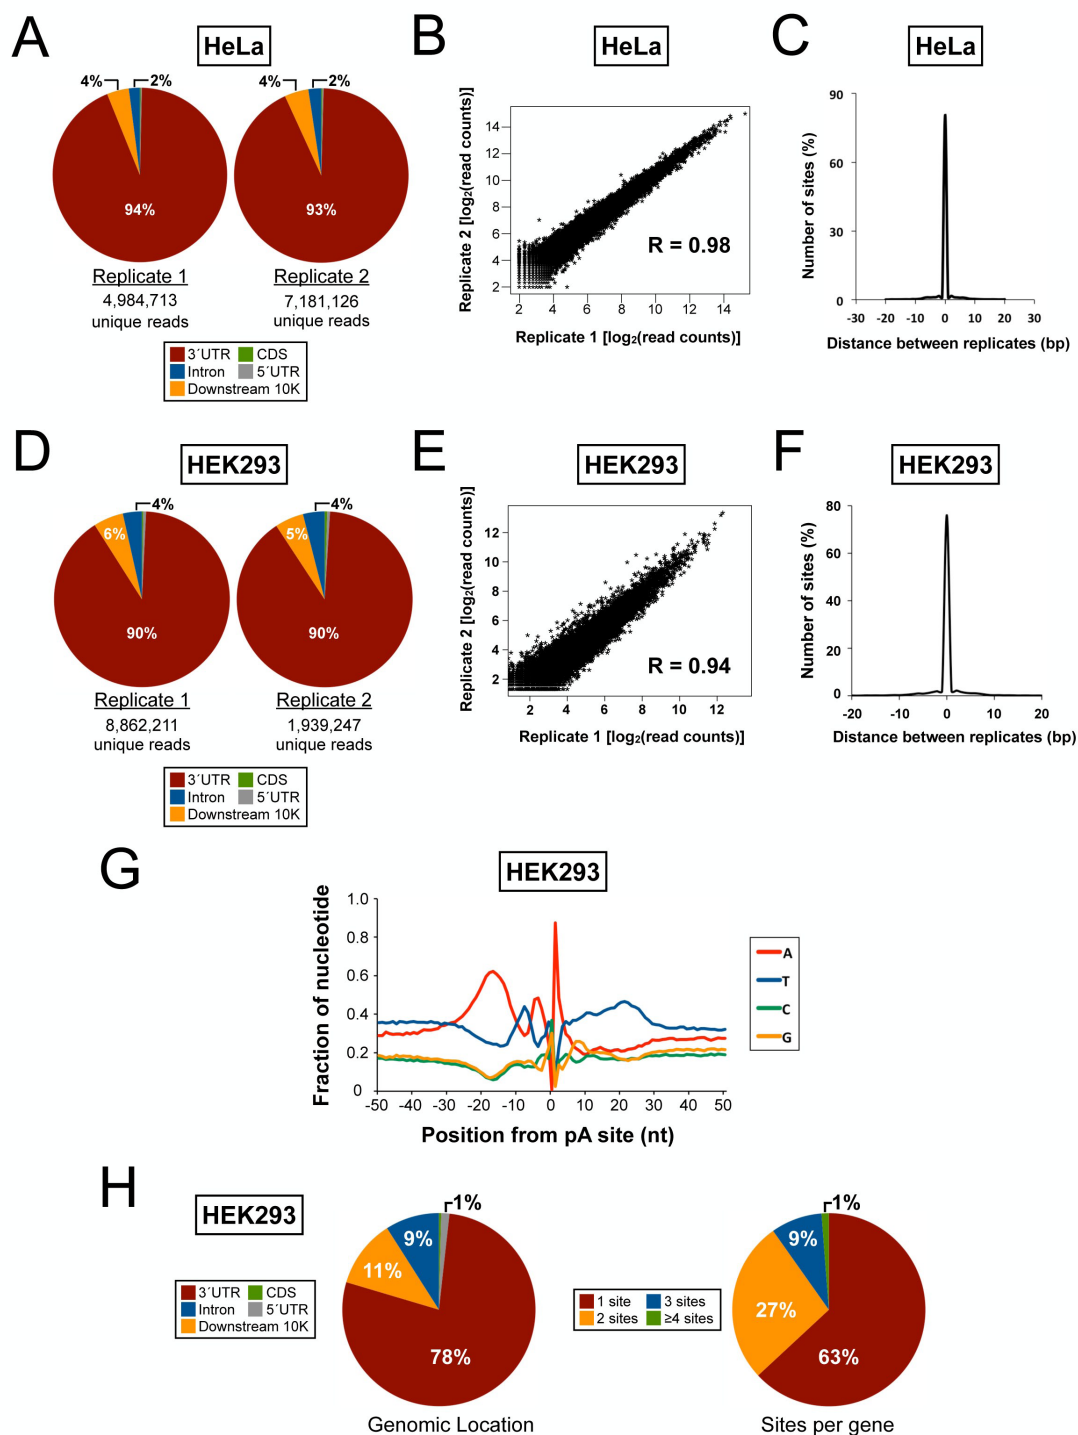 A
HeLa
4%
2%
94%
Replicate 1
4,984,713
unique reads
4%
2%
93%
Replicate 2
7,181,126
unique reads
3´UTR
CDS
Intron
5´UTR
Downstream 10K
B
HeLa
Replicate 2 [log₂(read counts)]
14
12
10
8
6
4
2
R = 0.98
2 4 6 8 10 12 14
Replicate 1 [log₂(read counts)]
C
HeLa
Number of sites (%)
90
60
30
0
-30 -20 -10 0 10 20 30
Distance between replicates (bp)
D
HEK293
4%
6%
90%
Replicate 1
8,862,211
unique reads
4%
5%
90%
Replicate 2
1,939,247
unique reads
3´UTR
CDS
Intron
5´UTR
Downstream 10K
E
HEK293
Replicate 2 [log₂(read counts)]
12
10
8
6
4
2
R = 0.94
2 4 6 8 10 12
Replicate 1 [log₂(read counts)]
F
HEK293
Number of sites (%)
80
60
40
20
0
-20 -10 0 10 20
Distance between replicates (bp)
G
HEK293
Fraction of nucleotide
1.0
0.8
0.6
0.4
0.2
0
-50 -40 -30 -20 -10 0 10 20 30 40 50
Position from pA site (nt)
A
T
C
G
H
HEK293
3´UTR
CDS
Intron
5´UTR
Downstream 10K
1%
9%
11%
78%
Genomic Location
1 site
3 sites
2 sites
≥4 sites
1%
9%
27%
63%
Sites per gene